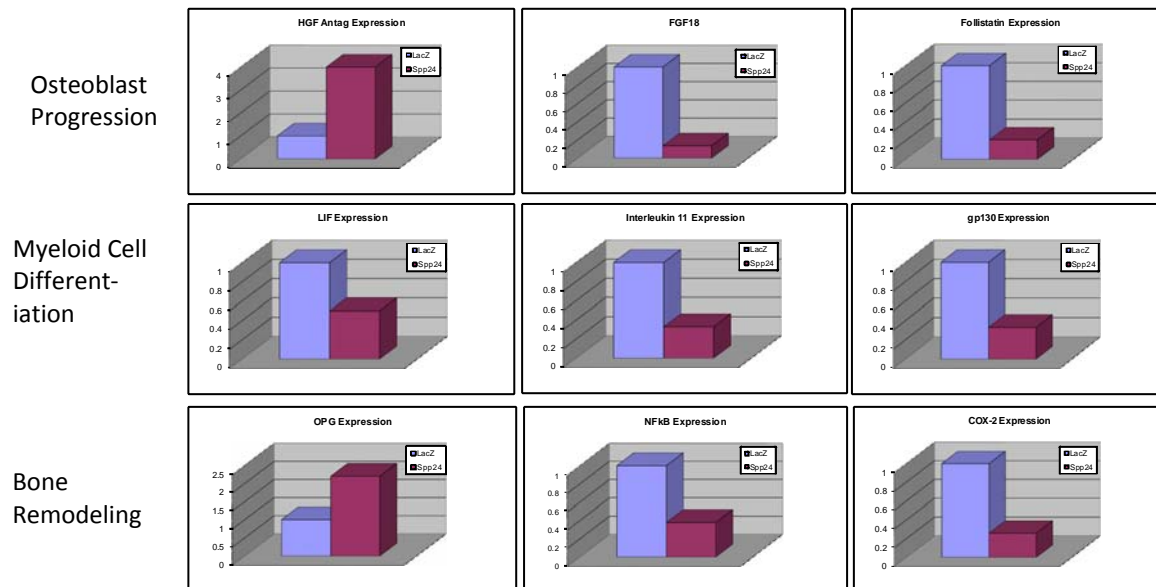 Osteoblast
Progression
HGF Antag Expression
LacZ
Spp24
4
3
2
1
0
FGF18
LacZ
Spp24
1
0.8
0.6
0.4
0.2
0
Follistatin Expression
LacZ
Spp24
1
0.8
0.6
0.4
0.2
0
Myeloid Cell
Different-
iation
LIF Expression
LacZ
Spp24
1
0.8
0.6
0.4
0.2
0
Interleukin 11 Expression
LacZ
Spp24
1
0.8
0.6
0.4
0.2
0
gp130 Expression
LacZ
Spp24
1
0.8
0.6
0.4
0.2
0
Bone
Remodeling
OPG Expression
LacZ
Spp24
2.5
2
1.5
1
0.5
0
NFkB Expression
LacZ
Spp24
1
0.8
0.6
0.4
0.2
0
COX-2 Expression
LacZ
Spp24
1
0.8
0.6
0.4
0.2
0